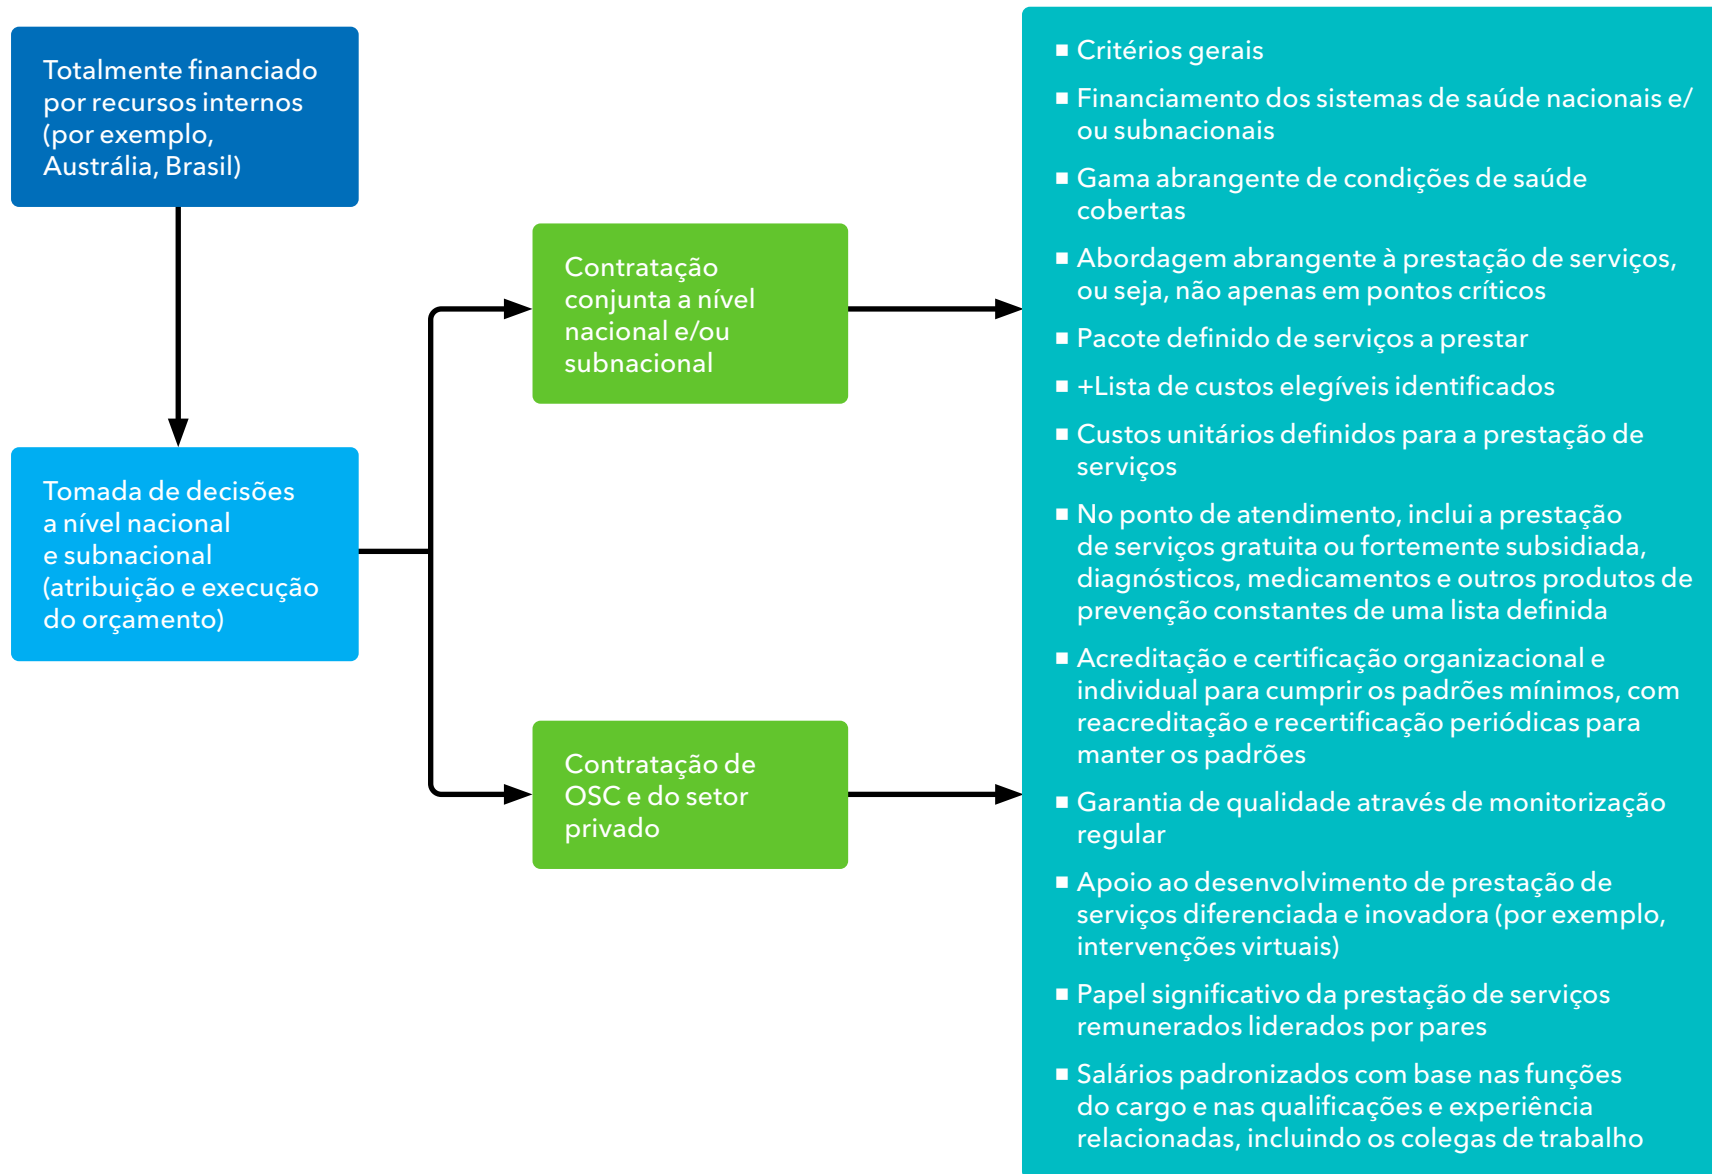 Totalmente financiado
por recursos internos
(por exemplo,
Austrália, Brasil)
Tomada de decisões
a nível nacional
e subnacional
(atribuição e execução
do orçamento)
Contratação
conjunta a nível
nacional e/ou
subnacional
Contratação de
OSC e do setor
privado
■ Critérios gerais
■ Financiamento dos sistemas de saúde nacionais e/
ou subnacionais
■ Gama abrangente de condições de saúde
cobertas
■ Abordagem abrangente à prestação de serviços,
ou seja, não apenas em pontos críticos
■ Pacote definido de serviços a prestar
■ +Lista de custos elegíveis identificados
■ Custos unitários definidos para a prestação de
serviços
■ No ponto de atendimento, inclui a prestação
de serviços gratuita ou fortemente subsidiada,
diagnósticos, medicamentos e outros produtos de
prevenção constantes de uma lista definida
■ Acreditação e certificação organizacional e
individual para cumprir os padrões mínimos, com
reacreditação e recertificação periódicas para
manter os padrões
■ Garantia de qualidade através de monitorização
regular
■ Apoio ao desenvolvimento de prestação de
serviços diferenciada e inovadora (por exemplo,
intervenções virtuais)
■ Papel significativo da prestação de serviços
remunerados liderados por pares
■ Salários padronizados com base nas funções
do cargo e nas qualificações e experiência
relacionadas, incluindo os colegas de trabalho